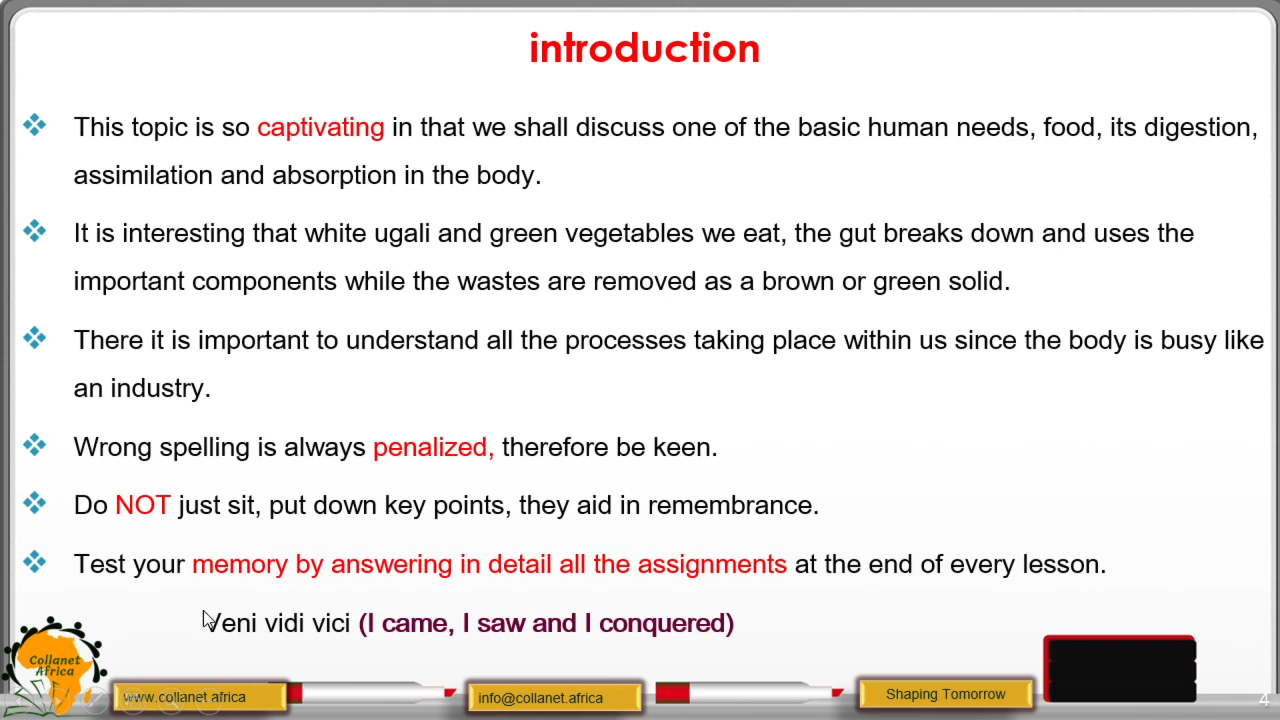 introduction
This topic is so captivating in that we shall discuss one of the basic human needs, food, its digestion,
assimilation and absorption in the body.
It is interesting that white ugali and green vegetables we eat, the gut breaks down and uses the
important components while the wastes are removed as a brown or green solid.
There it is important to understand all the processes taking place within us since the body is busy like
an industry.
Wrong spelling is always penalized, therefore be keen.
Do NOT just sit, put down key points, they aid in remembrance.
Test your memory by answering in detail all the assignments at the end of every lesson.
Veni vidi vici (I came, I saw and I conquered)
Collanet
Africa
www.collanet africa
info@collanet.africa
Shaping Tomorrow
4